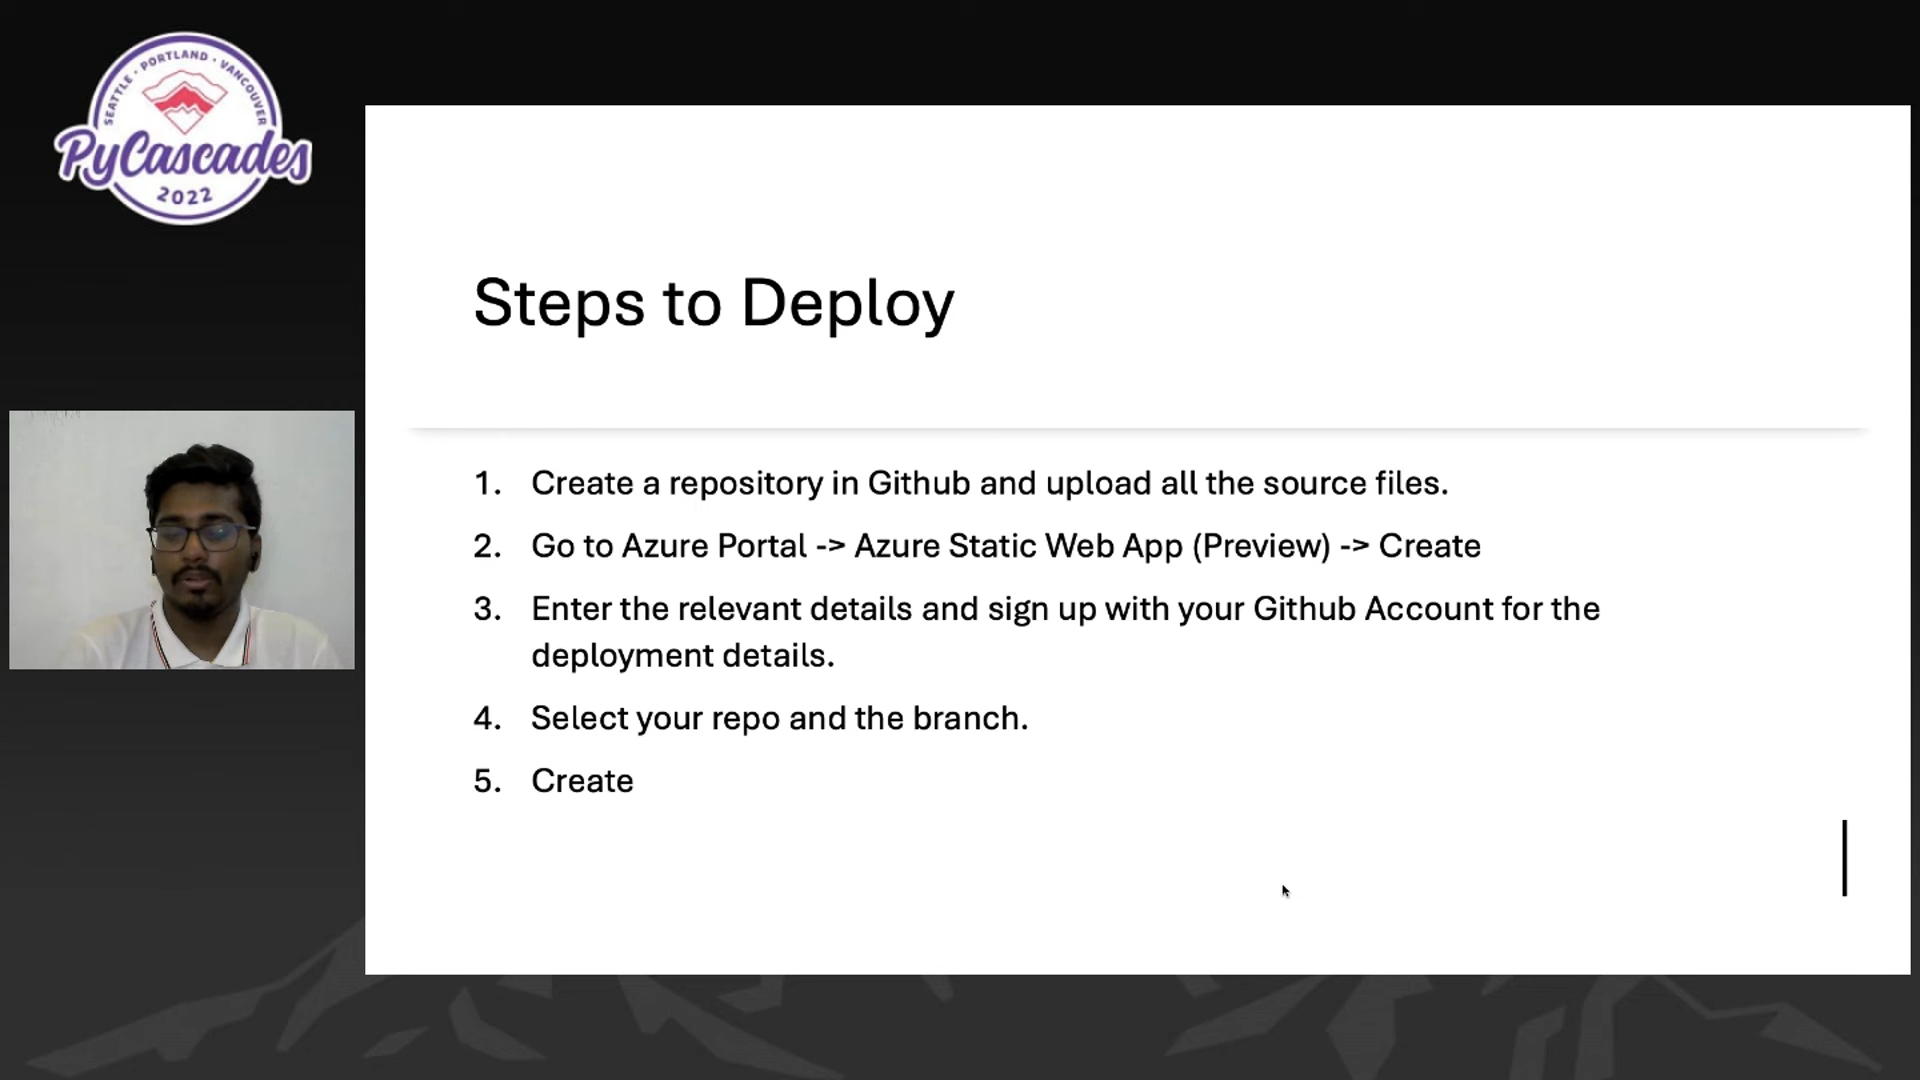 SEATTLE · PORTLAND · VANCOUVER
PyCascades
2022
Steps to Deploy
1. Create a repository in Github and upload all the source files.
2. Go to Azure Portal -> Azure Static Web App (Preview) -> Create
3. Enter the relevant details and sign up with your Github Account for the
deployment details.
4. Select your repo and the branch.
5. Create